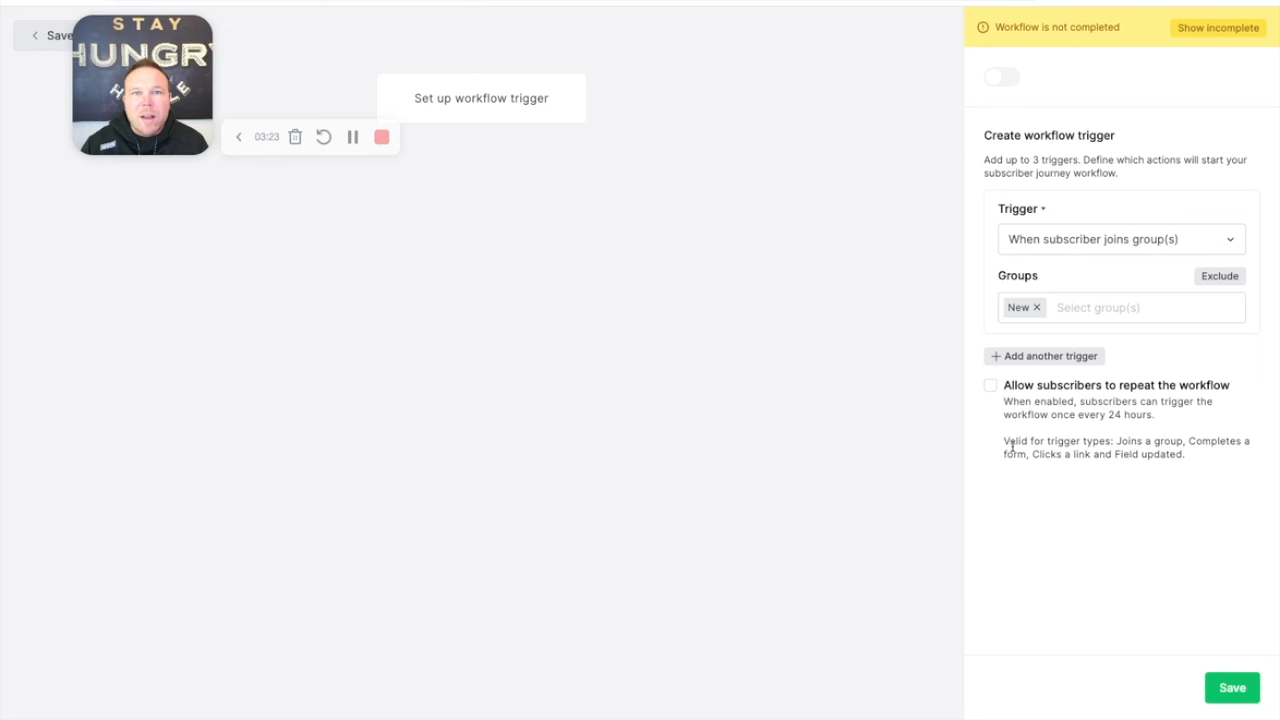 Save
STAY
HUNGRY
Set up workflow trigger
03:23
Workflow is not completed
Show incomplete
Create workflow trigger
Add up to 3 triggers. Define which actions will start your
subscriber journey workflow.
Trigger
When subscriber joins group(s)
Groups
Exclude
New
Select group(s)
Add another trigger
Allow subscribers to repeat the workflow
When enabled, subscribers can trigger the
workflow once every 24 hours.
Valid for trigger types: Joins a group, Completes a
form, Clicks a link and Field updated.
Save